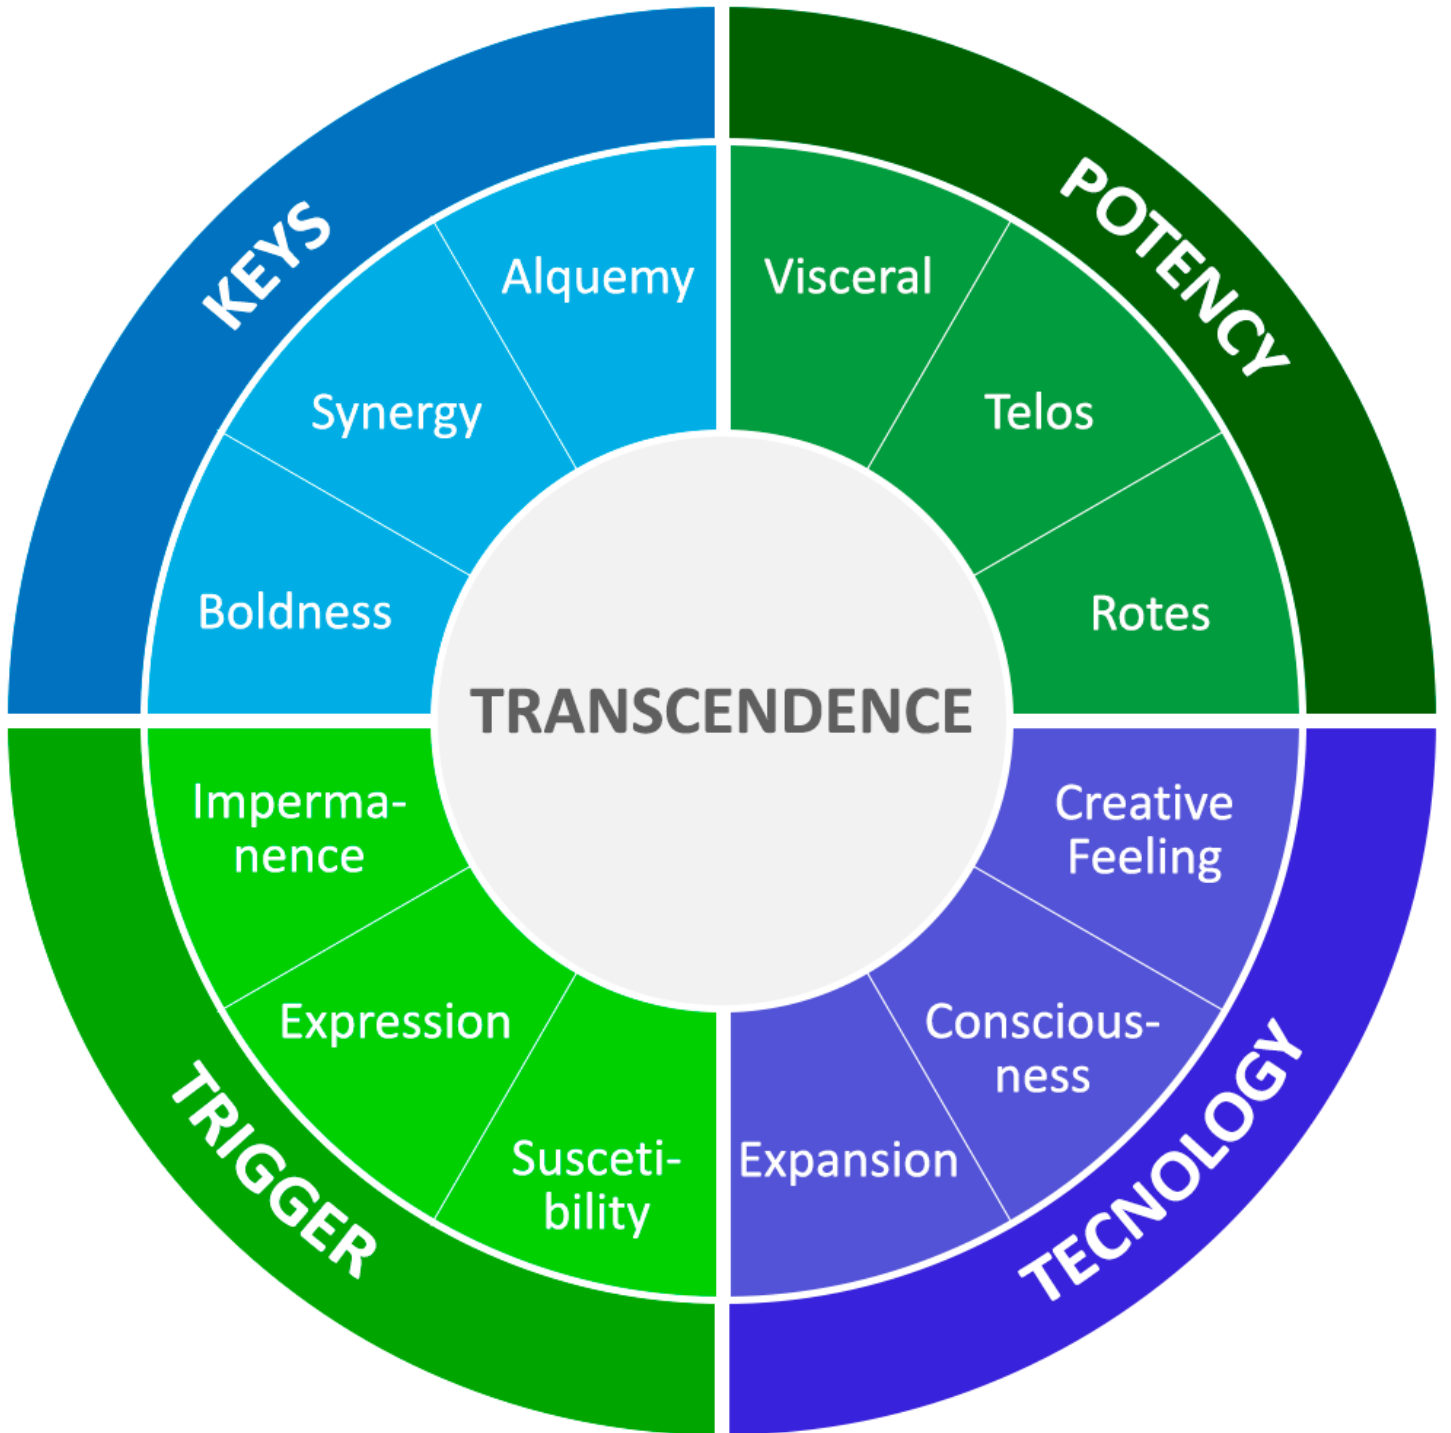 KEYS
POTENCY
Alquemy
Visceral
Synergy
Telos
Boldness
Rotes
TRANSCENDENCE
Imperma-
nence
Creative
Feeling
Expression
Conscious-
ness
Susceti-
bility
Expansion
TRIGGER
TECNOLOGY